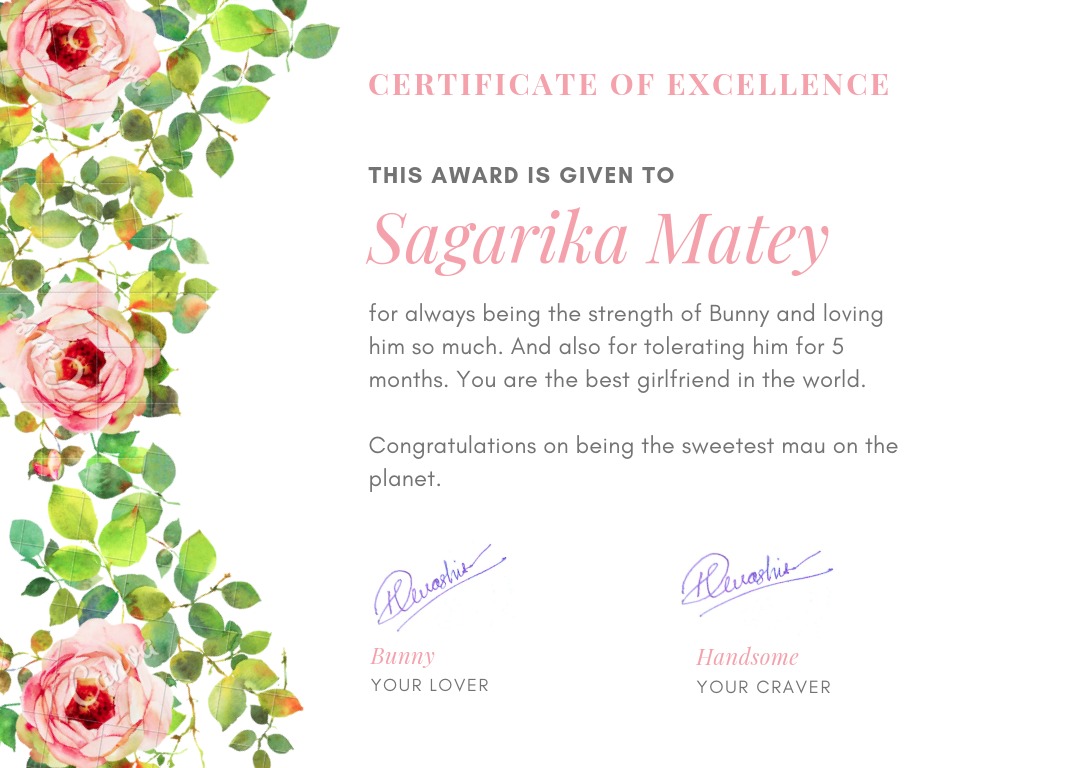 CERTIFICATE OF EXCELLENCE
THIS AWARD IS GIVEN TO
Sagarika Matey
for always being the strength of Bunny and loving
him so much. And also for tolerating him for 5
months. You are the best girlfriend in the world.
Congratulations on being the sweetest mau on the
planet.
Bunny
YOUR LOVER
Handsome
YOUR CRAVER
Canva
Canva